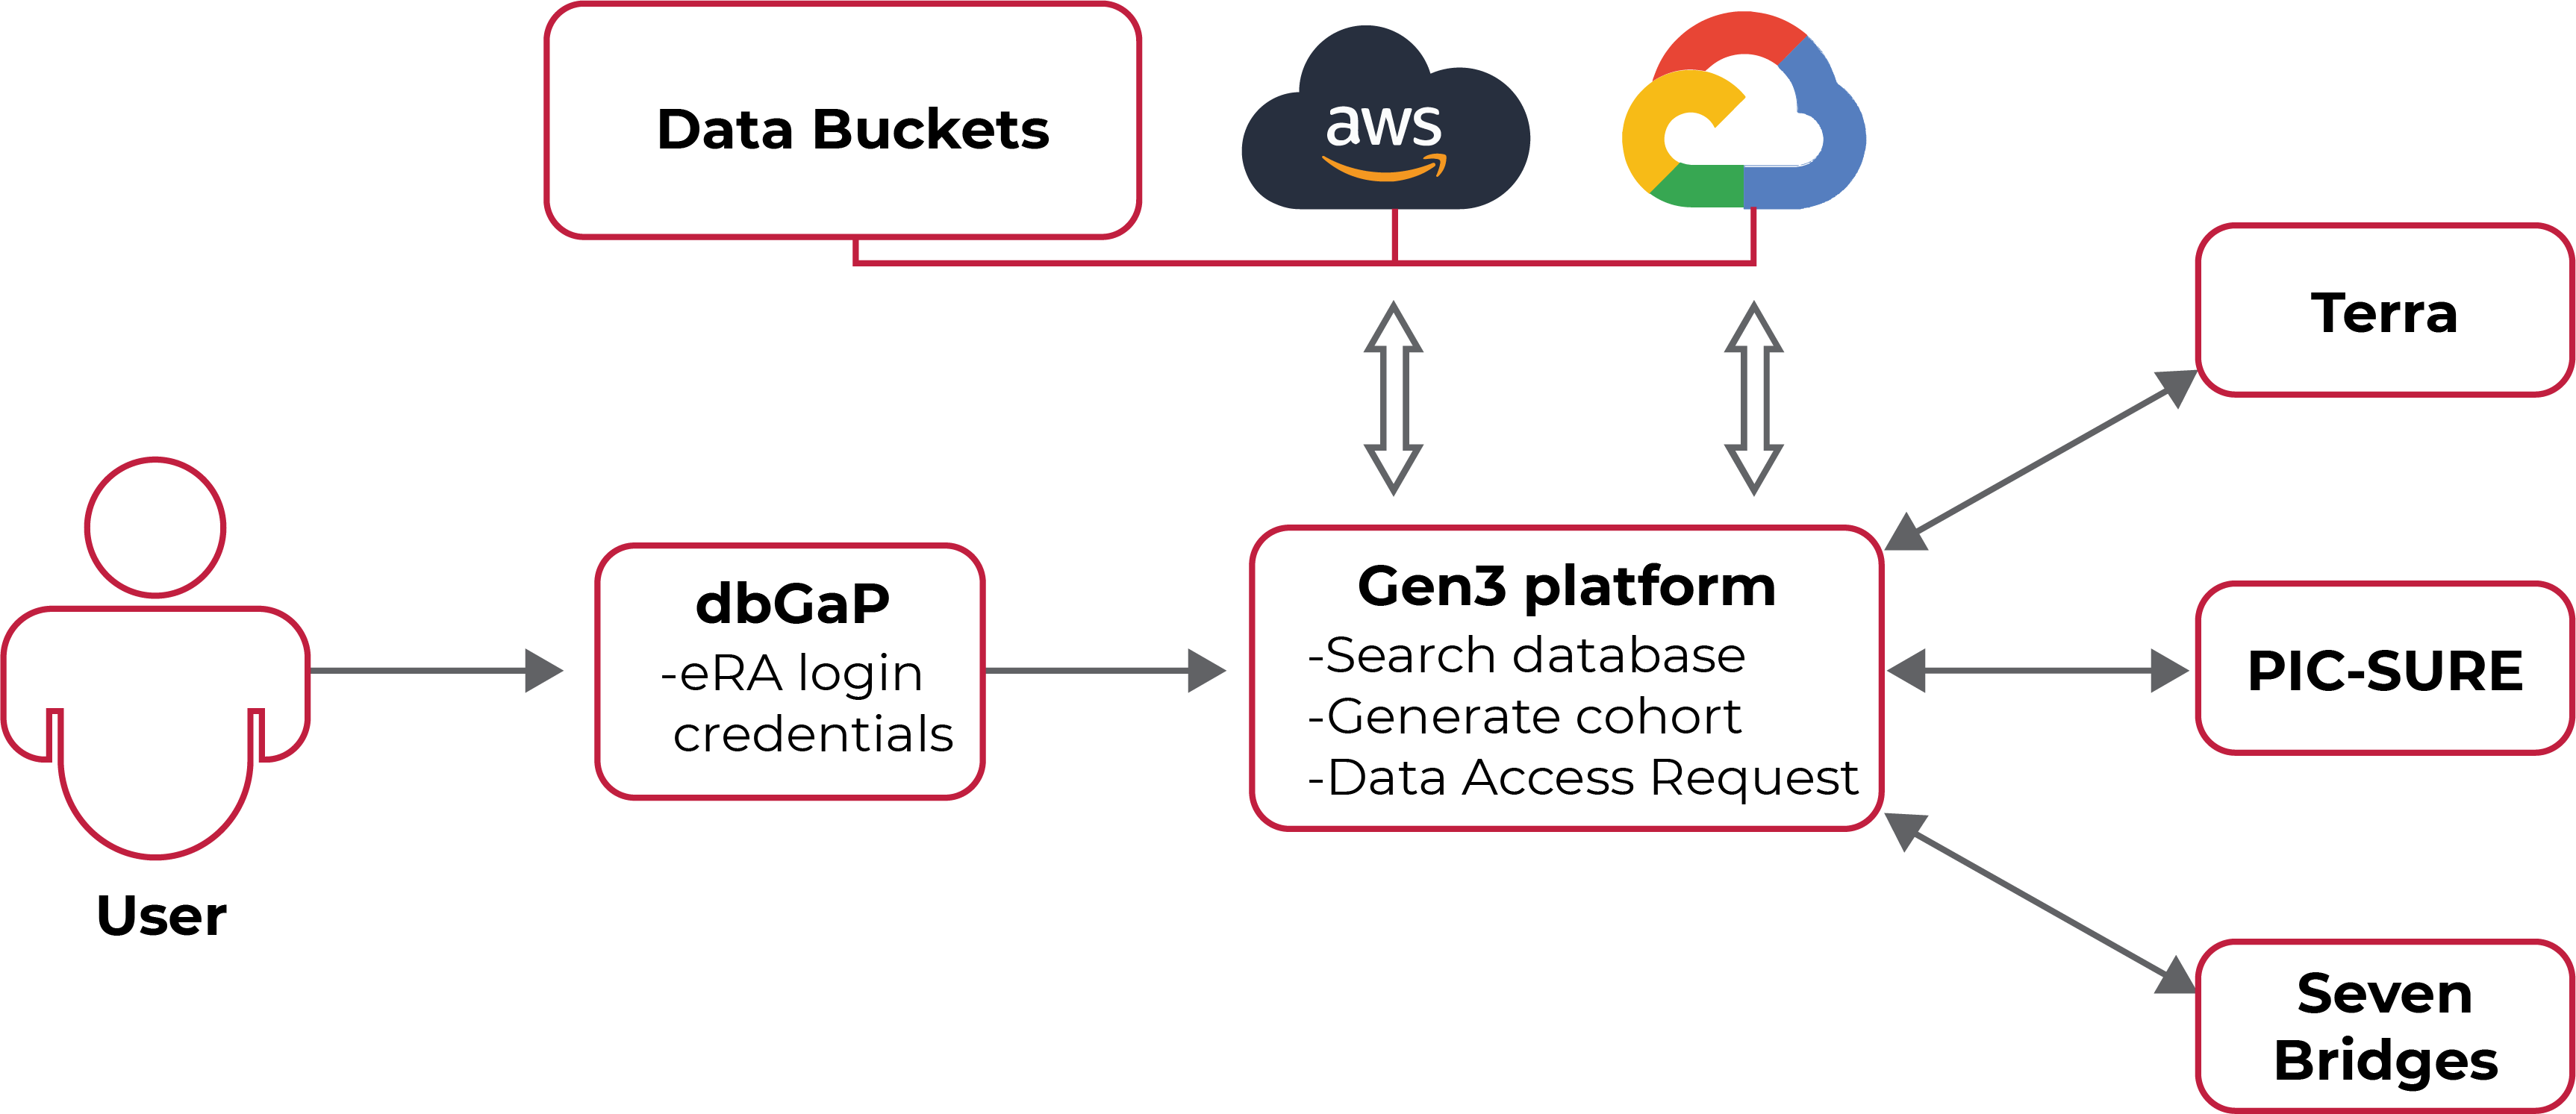 Data Buckets
aws
Terra
dbGaP
-eRA login
credentials
Gen3 platform
-Search database
-Generate cohort
-Data Access Request
PIC-SURE
User
Seven
Bridges